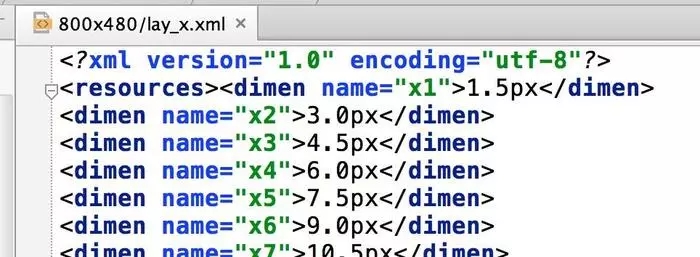 800x480/lay_x.xml
<?xml version="1.0" encoding="utf-8"?>
<resources><dimen name="x1">1.5px</dimen>
<dimen name="x2">3.0px</dimen>
<dimen name="x3">4.5px</dimen>
<dimen name="x4">6.0px</dimen>
<dimen name="x5">7.5px</dimen>
<dimen name="x6">9.0px</dimen>
<dimen name="x7">10.5px</dimen>